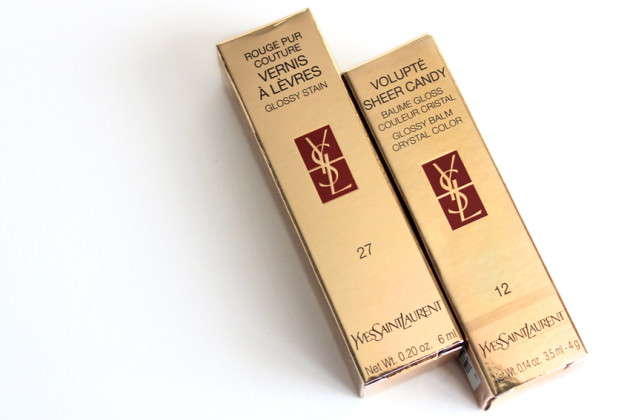 ROUGE PUR
COUTURE
VERNIS
À LÈVRES
GLOSSY STAIN
YSL
27
YVESSAINTLAURENT
Net Wt. 0.20 oz. 6 ml
VOLUPTÉ
SHEER CANDY
BAUME GLOSS
COULEUR CRISTAL
GLOSSY BALM
CRYSTAL COLOR
YSL
12
YVESSAINTLAURENT
Net Wt. 0.14 oz. 3.5 ml - 4 g